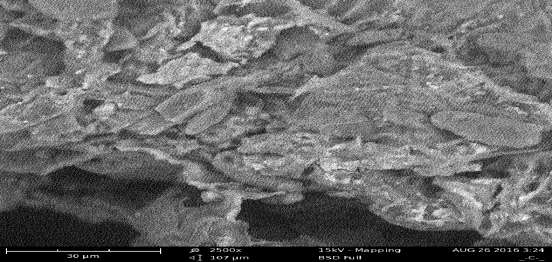 2500x 15kV - Mapping AUG 26 2016 3:24
30 µm 107 µm BSD Full _-C-_